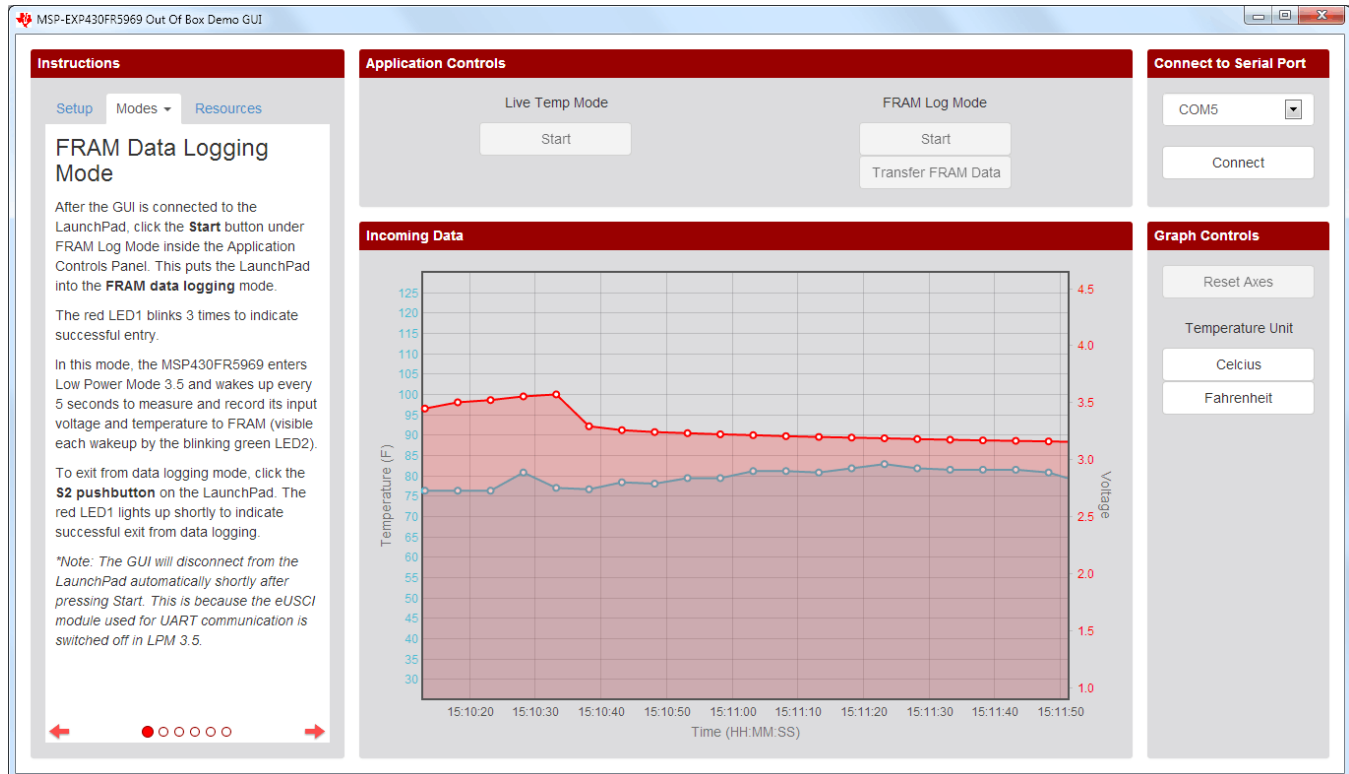 MSP-EXP430FR5969 Out Of Box Demo GUI
Instructions
Setup Modes Resources
FRAM Data Logging
Mode
After the GUI is connected to the
LaunchPad, click the Start button under
FRAM Log Mode inside the Application
Controls Panel. This puts the LaunchPad
into the FRAM data logging mode.
The red LED1 blinks 3 times to indicate
successful entry.
In this mode, the MSP430FR5969 enters
Low Power Mode 3.5 and wakes up every
5 seconds to measure and record its input
voltage and temperature to FRAM (visible
each wakeup by the blinking green LED2).
To exit from data logging mode, click the
S2 pushbutton on the LaunchPad. The
red LED1 lights up shortly to indicate
successful exit from data logging.
*Note: The GUI will disconnect from the
LaunchPad automatically shortly after
pressing Start. This is because the eUSCI
module used for UART communication is
switched off in LPM 3.5.
Application Controls
Live Temp Mode
Start
FRAM Log Mode
Start
Transfer FRAM Data
Connect to Serial Port
COM5
Connect
Incoming Data
Temperature (F)
125
120
115
110
105
100
95
90
85
80
75
70
65
60
55
50
45
40
35
30
4.5
4.0
3.5
3.0
2.5
2.0
1.5
1.0
Voltage
15:10:20 15:10:30 15:10:40 15:10:50 15:11:00 15:11:10 15:11:20 15:11:30 15:11:40 15:11:50
Time (HH:MM:SS)
Graph Controls
Reset Axes
Temperature Unit
Celcius
Fahrenheit